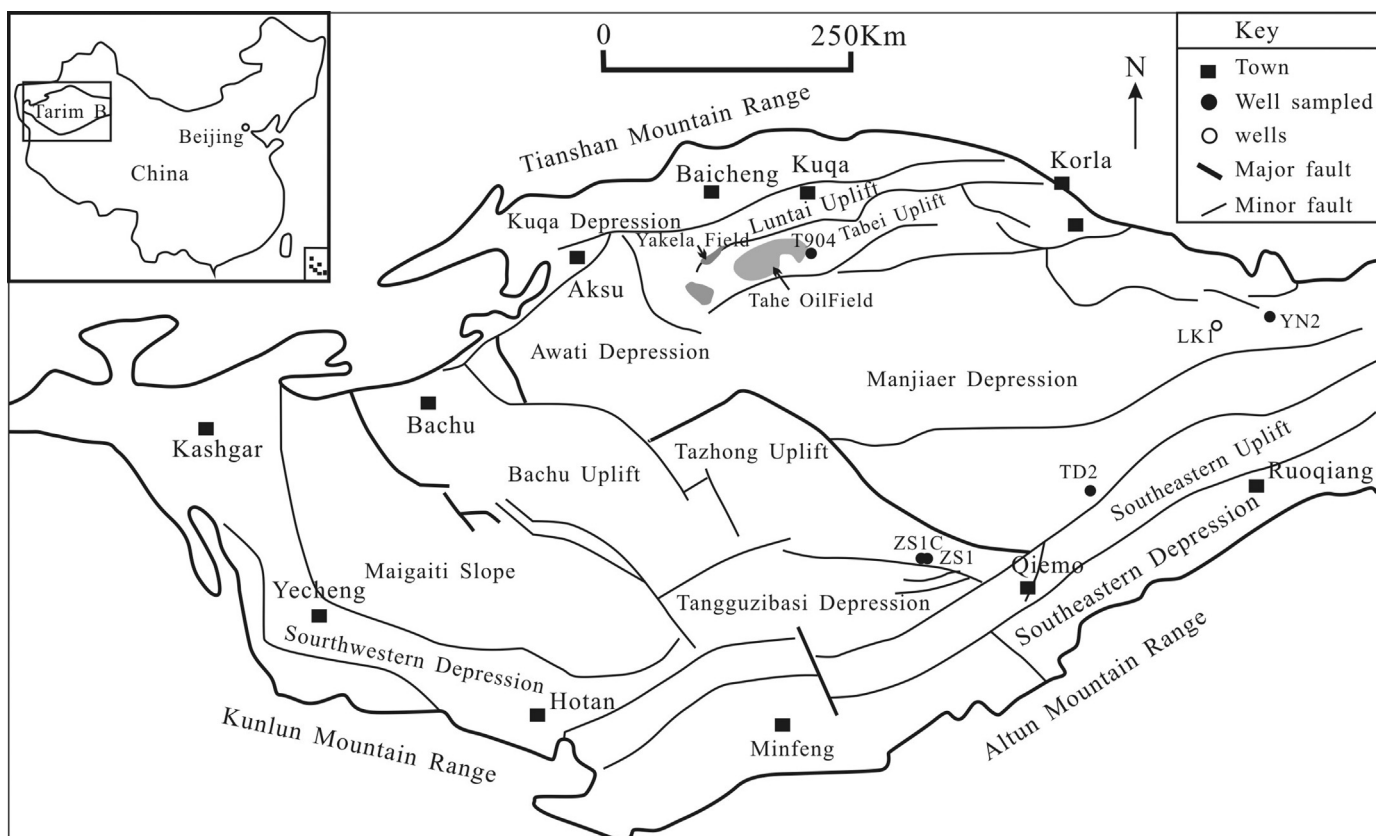 Tarim B
Beijing
China
0 250Km
N
Key
Town
Well sampled
wells
Major fault
Minor fault
Tianshan Mountain Range
Baicheng
Kuqa
Korla
Kuqa Depression
Luntai Uplift
Yakela Field
T904
Tabei Uplift
Aksu
Tahe OilField
LK1
YN2
Awati Depression
Manjiaer Depression
Bachu
Kashgar
Tazhong Uplift
Bachu Uplift
TD2
Southeastern Uplift
Ruoqiang
ZS1C
ZS1
Qiemo
Maigaiti Slope
Yecheng
Tangguzibasi Depression
Southeastern Depression
Sourthwestern Depression
Hotan
Minfeng
Kunlun Mountain Range
Altun Mountain Range